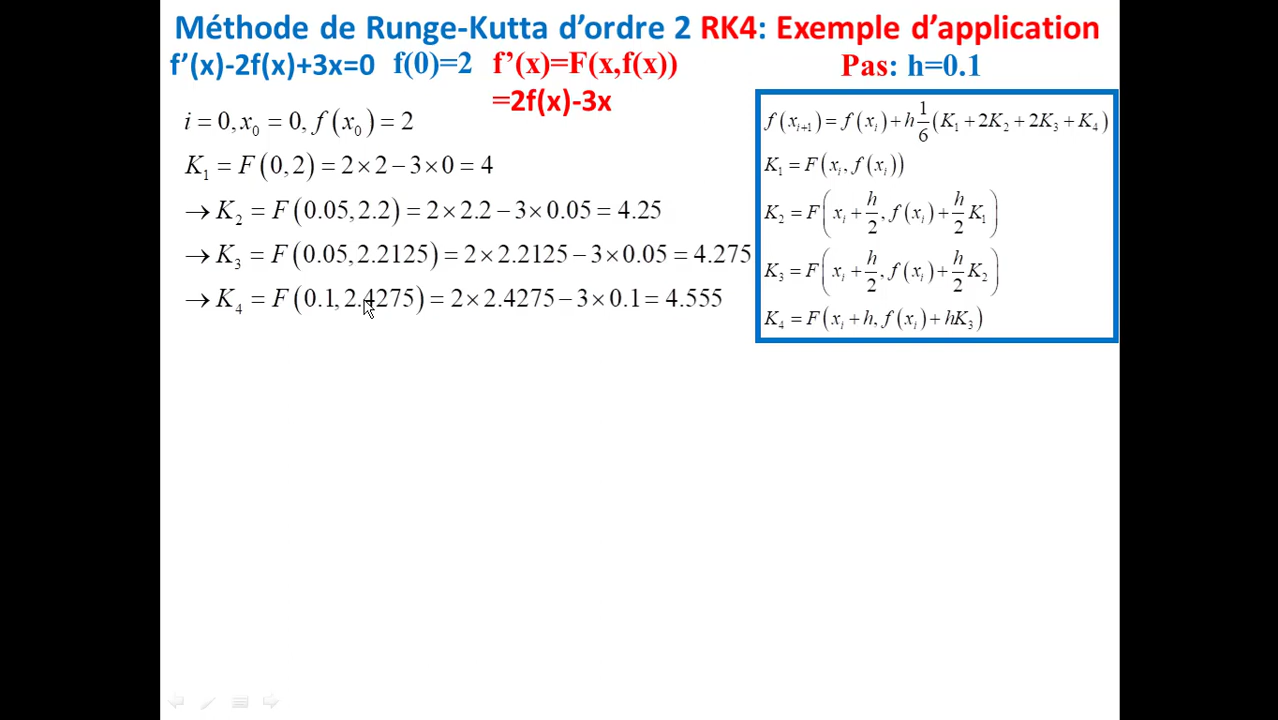 Méthode de Runge-Kutta d’ordre 2 RK4: Exemple d’application
f’(x)-2f(x)+3x=0 f(0)=2 f’(x)=F(x,f(x)) Pas: h=0.1
=2f(x)-3x
i = 0, x₀ = 0, f(x₀) = 2
K₁ = F(0,2) = 2×2−3×0 = 4
→ K₂ = F(0.05, 2.2) = 2×2.2−3×0.05 = 4.25
→ K₃ = F(0.05, 2.2125) = 2×2.2125−3×0.05 = 4.275
→ K₄ = F(0.1, 2.4275) = 2×2.4275−3×0.1 = 4.555
f(xᵢ₊₁) = f(xᵢ) + h 1/6 (K₁ + 2K₂ + 2K₃ + K₄)
K₁ = F(xᵢ, f(xᵢ))
K₂ = F(xᵢ + h/2, f(xᵢ) + h/2 K₁)
K₃ = F(xᵢ + h/2, f(xᵢ) + h/2 K₂)
K₄ = F(xᵢ + h, f(xᵢ) + hK₃)